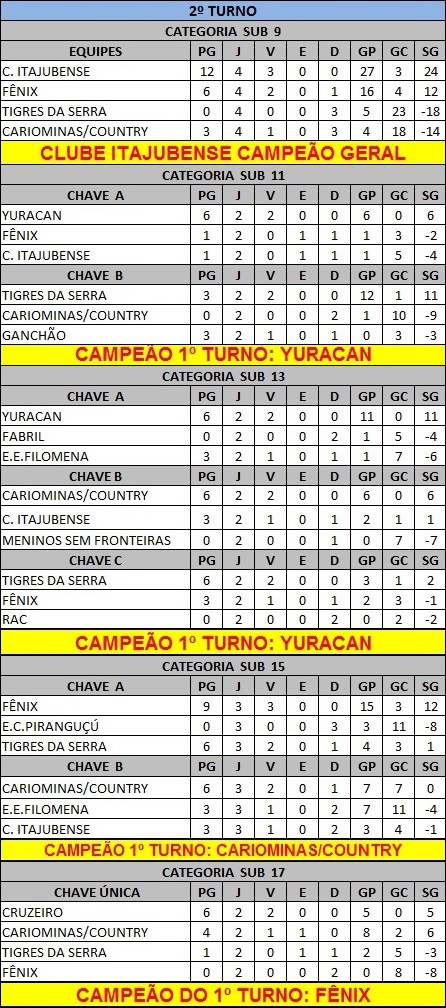 2º TURNO
CATEGORIA SUB 9
EQUIPES PG J V E D GP GC SG
C. ITAJUBENSE 12 4 3 0 0 27 3 24
FÊNIX 6 4 2 0 1 16 4 12
TIGRES DA SERRA 0 4 0 0 3 5 23 -18
CARIOMINAS/COUNTRY 3 4 1 0 3 4 18 -14
CLUBE ITAJUBENSE CAMPEÃO GERAL
CATEGORIA SUB 11
CHAVE A PG J V E D GP GC SG
YURACAN 6 2 2 0 0 6 0 6
FÊNIX 1 2 0 1 1 1 3 -2
C. ITAJUBENSE 1 2 0 1 1 1 5 -4
CHAVE B PG J V E D GP GC SG
TIGRES DA SERRA 3 2 2 0 0 12 1 11
CARIOMINAS/COUNTRY 0 2 0 0 2 1 10 -9
GANCHÃO 3 2 1 0 1 0 3 -3
CAMPEÃO 1º TURNO: YURACAN
CATEGORIA SUB 13
CHAVE A PG J V E D GP GC SG
YURACAN 6 2 2 0 0 11 0 11
FABRIL 0 2 0 0 2 1 5 -4
E.E.FILOMENA 3 2 1 0 1 1 7 -6
CHAVE B PG J V E D GP GC SG
CARIOMINAS/COUNTRY 6 2 2 0 0 6 0 6
C. ITAJUBENSE 3 2 1 0 1 2 1 1
MENINOS SEM FRONTEIRAS 0 2 0 0 2 0 7 -7
CHAVE C PG J V E D GP GC SG
TIGRES DA SERRA 6 2 2 0 0 3 1 2
FÊNIX 3 2 1 0 1 2 3 -1
RAC 0 2 0 0 2 0 2 -2
CAMPEÃO 1º TURNO: YURACAN
CATEGORIA SUB 15
CHAVE A PG J V E D GP GC SG
FÊNIX 9 3 3 0 0 15 3 12
E.C.PIRANGUÇÚ 0 3 0 0 3 3 11 -8
TIGRES DA SERRA 6 3 2 0 1 4 3 1
CHAVE B PG J V E D GP GC SG
CARIOMINAS/COUNTRY 6 3 2 0 1 7 7 0
E.E.FILOMENA 3 3 1 0 2 7 11 -4
C. ITAJUBENSE 3 3 1 0 2 3 4 -1
CAMPEÃO 1º TURNO: CARIOMINAS/COUNTRY
CATEGORIA SUB 17
CHAVE ÚNICA PG J V E D GP GC SG
CRUZEIRO 6 2 2 0 0 5 0 5
CARIOMINAS/COUNTRY 4 2 1 1 0 8 2 6
TIGRES DA SERRA 1 2 0 1 1 2 5 -3
FÊNIX 0 2 0 0 2 0 8 -8
CAMPEÃO DO 1º TURNO: FÊNIX